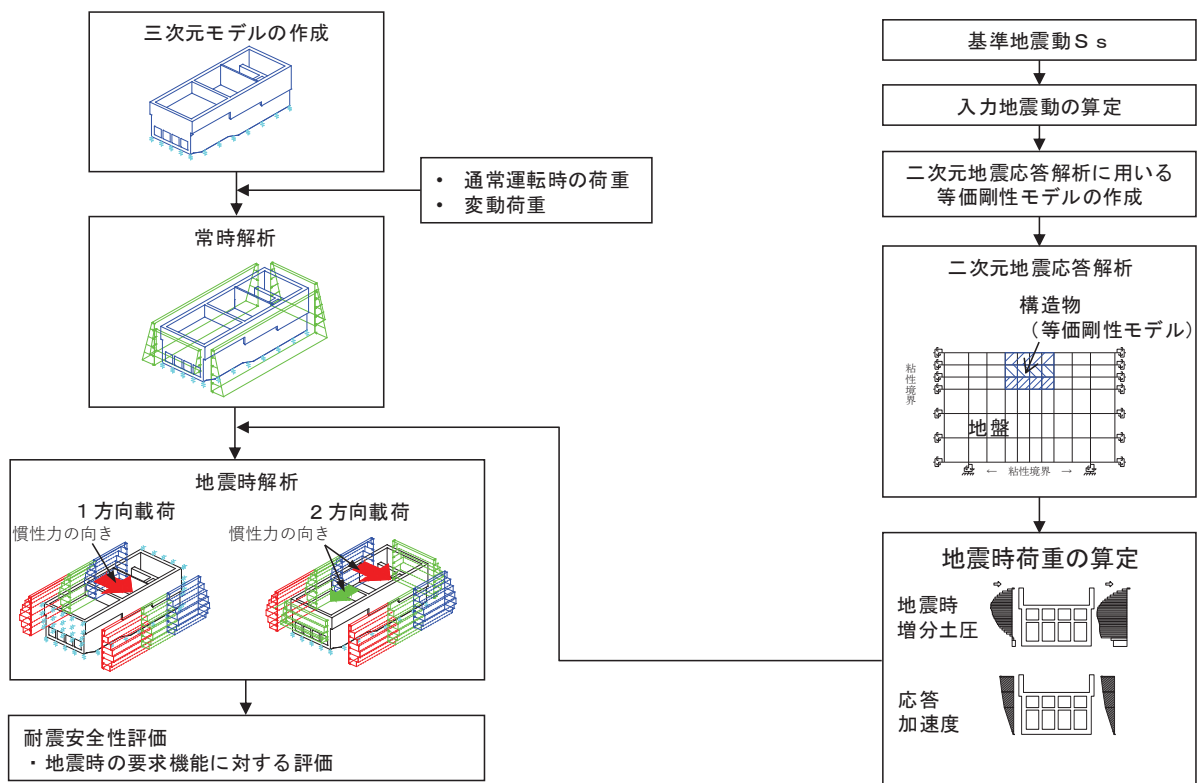 三次元モデルの作成
・ 通常運転時の荷重
・ 変動荷重
常時解析
地震時解析
1方向載荷
慣性力の向き
2方向載荷
慣性力の向き
耐震安全性評価
・地震時の要求機能に対する評価
基準地震動Ss
入力地震動の算定
二次元地震応答解析に用いる
等価剛性モデルの作成
二次元地震応答解析
構造物
(等価剛性モデル)
粘性境界
地盤
← 粘性境界 →
地震時荷重の算定
地震時
増分土圧
応答
加速度